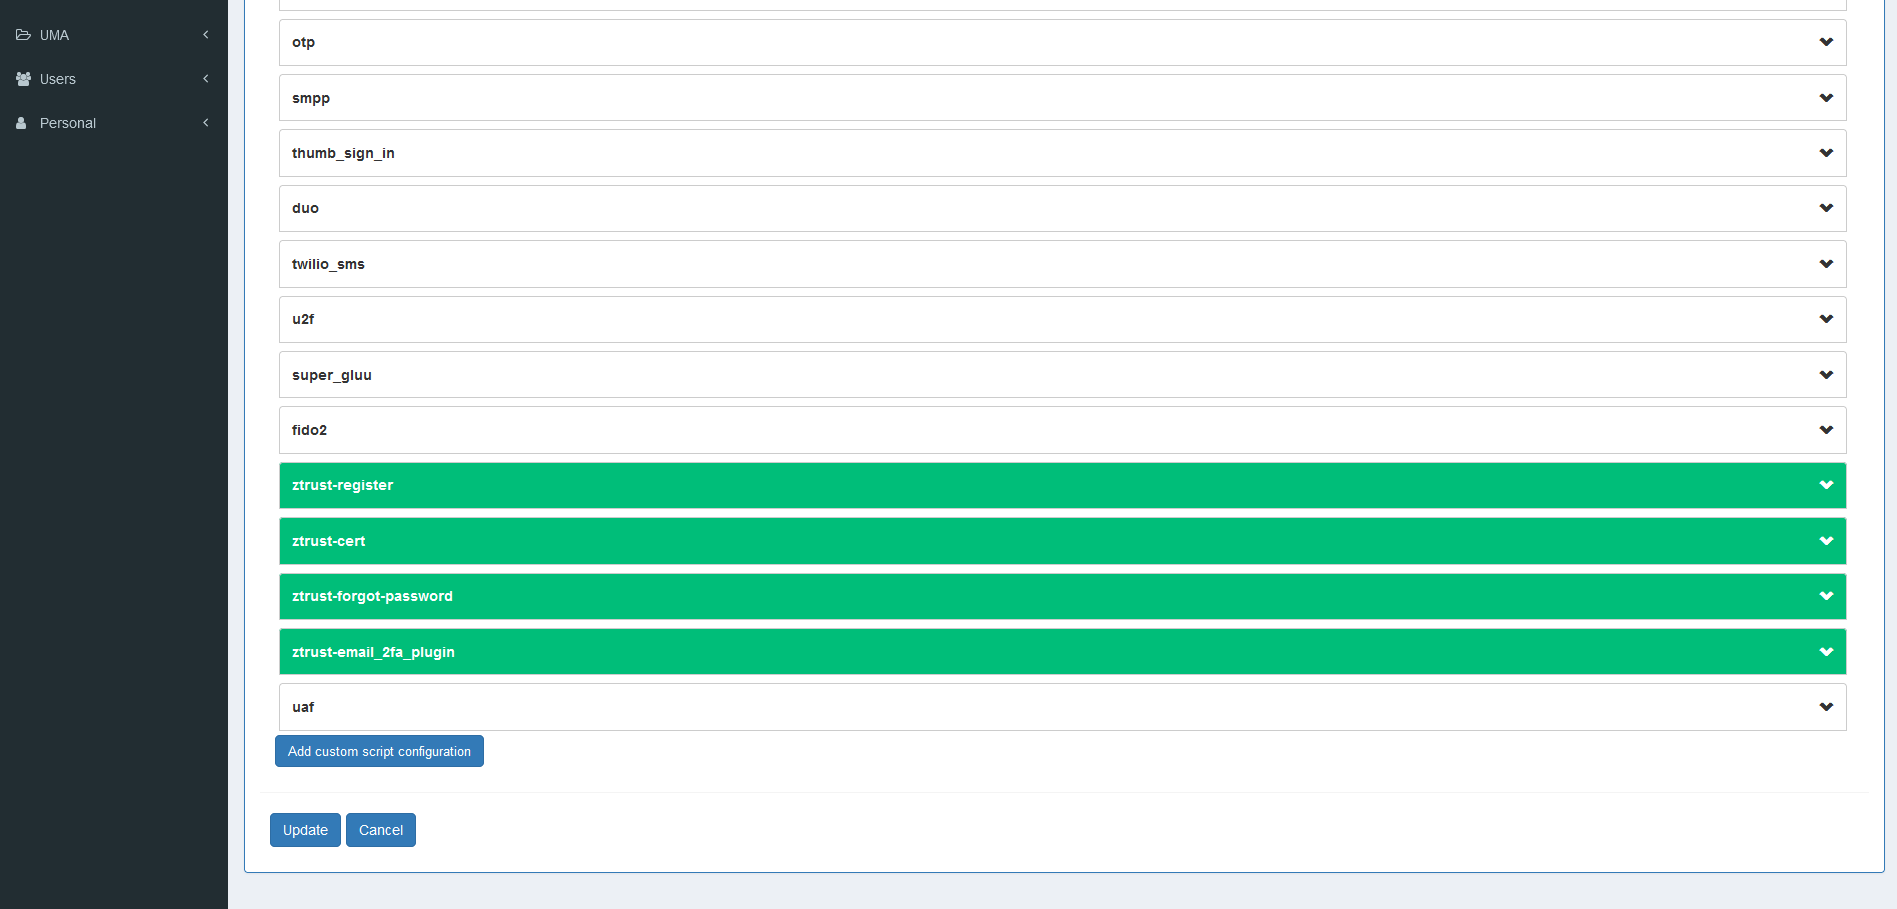 UMA
Users
Personal
otp
smpp
thumb_sign_in
duo
twilio_sms
u2f
super_gluu
fido2
ztrust-register
ztrust-cert
ztrust-forgot-password
ztrust-email_2fa_plugin
uaf
Add custom script configuration
Update Cancel